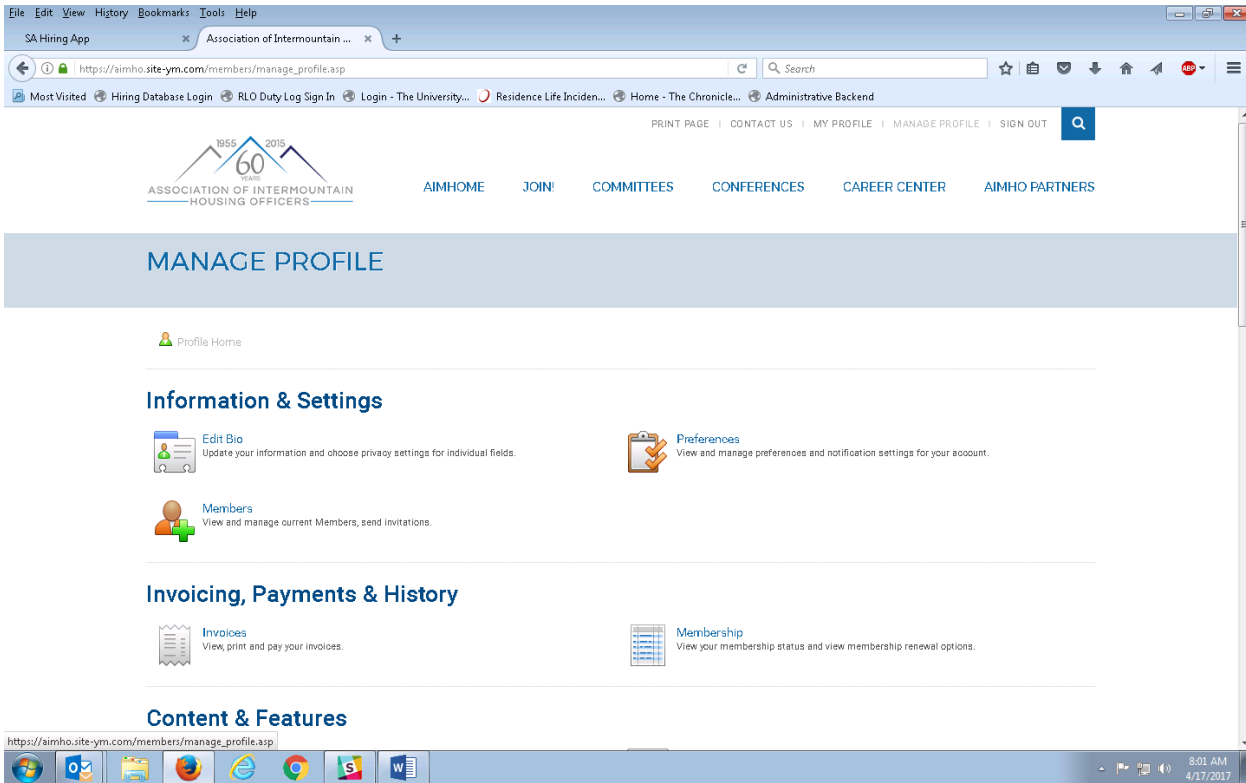 File Edit View History Bookmarks Tools Help
SA Hiring App Association of Intermountain ...
https://aimho.site-ym.com/members/manage_profile.asp Search ABP
Most Visited Hiring Database Login RLO Duty Log Sign In Login - The University... Residence Life Inciden... Home - The Chronicle... Administrative Backend
PRINT PAGE | CONTACT US | MY PROFILE | MANAGE PROFILE | SIGN OUT
1955 2015
60
YEARS
ASSOCIATION OF INTERMOUNTAIN
HOUSING OFFICERS
AIMHOME JOIN! COMMITTEES CONFERENCES CAREER CENTER AIMHO PARTNERS
MANAGE PROFILE
Profile Home
Information & Settings
Edit Bio
Update your information and choose privacy settings for individual fields.
Preferences
View and manage preferences and notification settings for your account.
Members
View and manage current Members, send invitations.
Invoicing, Payments & History
Invoices
View, print and pay your invoices.
Membership
View your membership status and view membership renewal options.
Content & Features
https://aimho.site-ym.com/members/manage_profile.asp
8:01 AM
4/17/2017